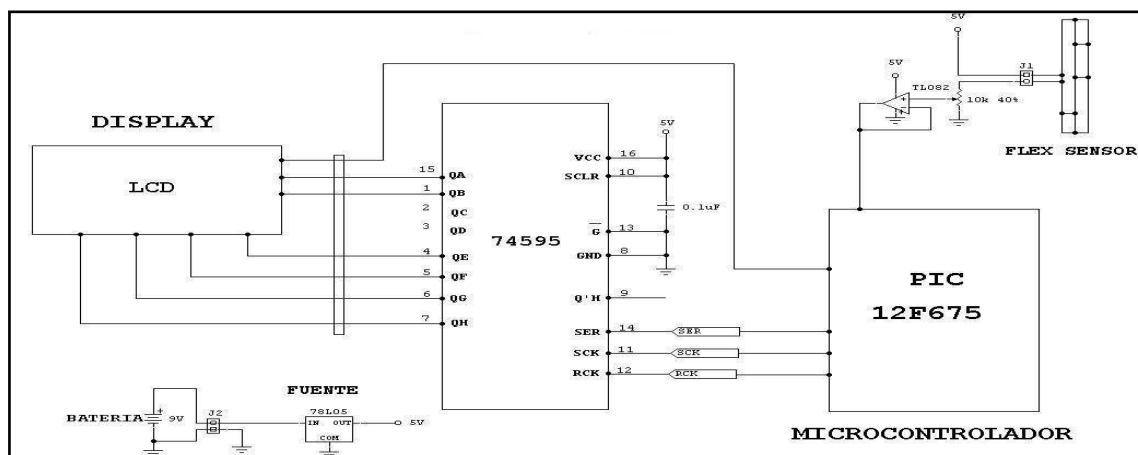 5V
J1
5V
TL082
10k 40%
FLEX SENSOR
DISPLAY
LCD
15 QA
1 QB
2 QC
3 QD
4 QE
5 QF
6 QG
7 QH
74595
VCC 16
SCLR 10
G 13
GND 8
Q'H 9
SER 14
SCK 11
RCK 12
5V
0.1uF
SER
SCK
RCK
PIC
12F675
MICROCONTROLADOR
FUENTE
BATERIA
+
9V
J2
78L05
IN OUT
COM
5V